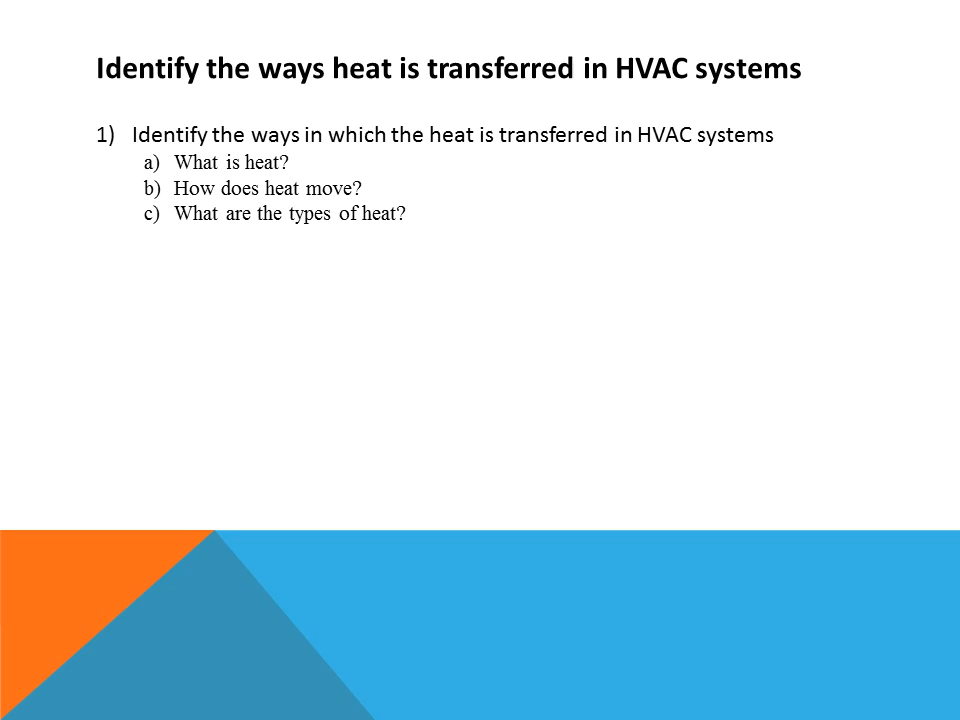 Identify the ways heat is transferred in HVAC systems
1) Identify the ways in which the heat is transferred in HVAC systems
a) What is heat?
b) How does heat move?
c) What are the types of heat?